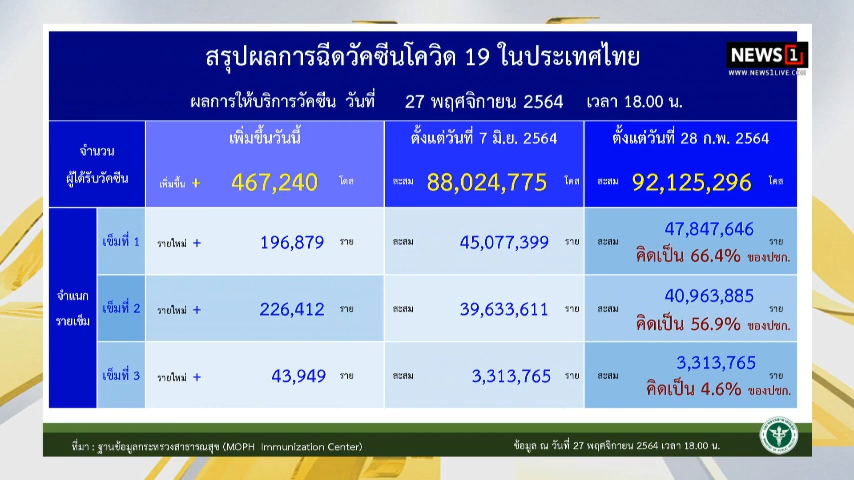 สรุปผลการฉีดวัคซีนโควิด 19 ในประเทศไทย
NEWS 1
WWW.NEWS1LIVE.COM
ผลการให้บริการวัคซีน วันที่ 27 พฤศจิกายน 2564 เวลา 18.00 น.
จำนวน
ผู้ได้รับวัคซีน
เพิ่มขึ้นวันนี้
เพิ่มขึ้น + 467,240 โดส
ตั้งแต่วันที่ 7 มิ.ย. 2564
สะสม 88,024,775 โดส
ตั้งแต่วันที่ 28 ก.พ. 2564
สะสม 92,125,296 โดส
จำแนก
รายเข็ม
เข็มที่ 1
รายใหม่ + 196,879 ราย
สะสม 45,077,399 ราย
สะสม 47,847,646 ราย
คิดเป็น 66.4% ของปชก.
เข็มที่ 2
รายใหม่ + 226,412 ราย
สะสม 39,633,611 ราย
สะสม 40,963,885 ราย
คิดเป็น 56.9% ของปชก.
เข็มที่ 3
รายใหม่ + 43,949 ราย
สะสม 3,313,765 ราย
สะสม 3,313,765 ราย
คิดเป็น 4.6% ของปชก.
ที่มา : ฐานข้อมูลกระทรวงสาธารณสุข (MOPH Immunization Center)
ข้อมูล ณ วันที่ 27 พฤศจิกายน 2564 เวลา 18.00 น.